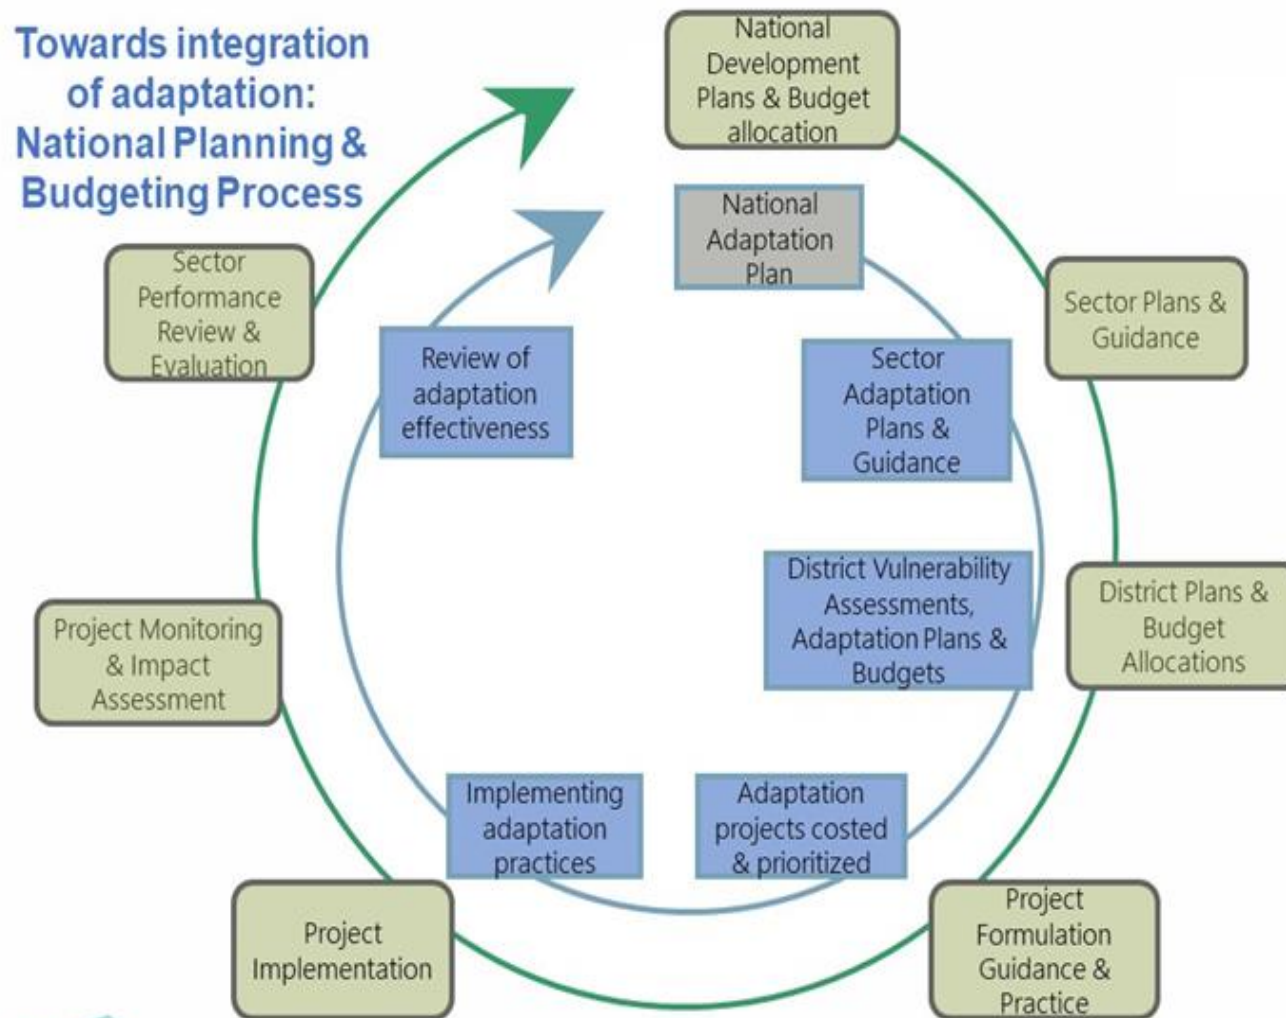 Towards integration
of adaptation:
National Planning &
Budgeting Process
National
Development
Plans & Budget
allocation
National
Adaptation
Plan
Sector Plans &
Guidance
Sector
Adaptation
Plans &
Guidance
District Plans &
Budget
Allocations
District Vulnerability
Assessments,
Adaptation Plans &
Budgets
Project
Formulation
Guidance &
Practice
Adaptation
projects costed
& prioritized
Project
Implementation
Implementing
adaptation
practices
Project Monitoring
& Impact
Assessment
Sector
Performance
Review &
Evaluation
Review of
adaptation
effectiveness